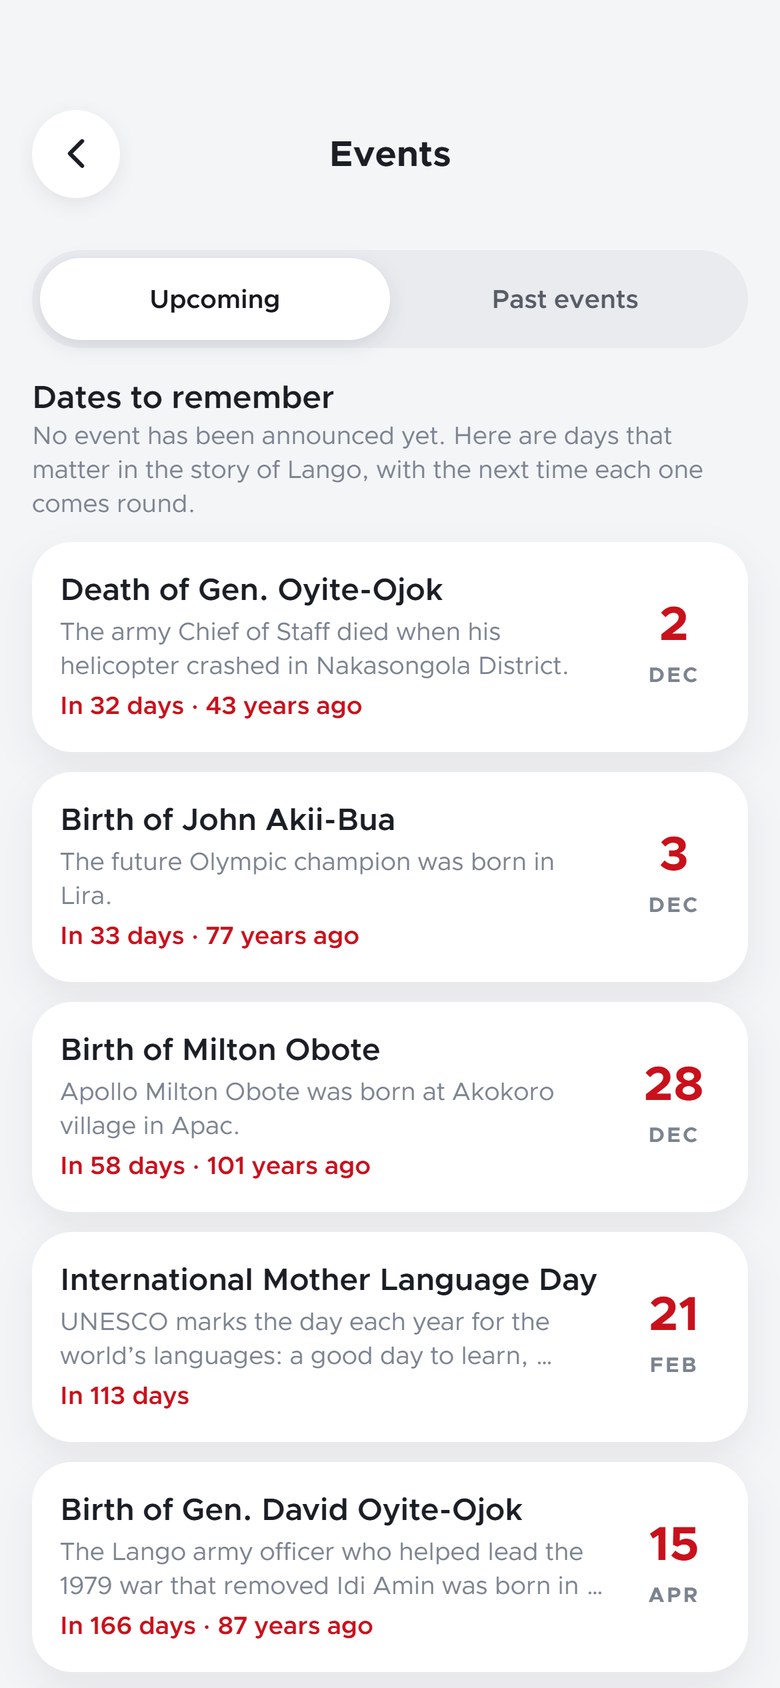 Events
Upcoming
Past events
Dates to remember
No event has been announced yet. Here are days that
matter in the story of Lango, with the next time each one
comes round.
Death of Gen. Oyite-Ojok
The army Chief of Staff died when his
helicopter crashed in Nakasongola District.
In 32 days · 43 years ago
2
DEC
Birth of John Akii-Bua
The future Olympic champion was born in
Lira.
In 33 days · 77 years ago
3
DEC
Birth of Milton Obote
Apollo Milton Obote was born at Akokoro
village in Apac.
In 58 days · 101 years ago
28
DEC
International Mother Language Day
UNESCO marks the day each year for the
world’s languages: a good day to learn, ...
In 113 days
21
FEB
Birth of Gen. David Oyite-Ojok
The Lango army officer who helped lead the
1979 war that removed Idi Amin was born in ...
In 166 days · 87 years ago
15
APR